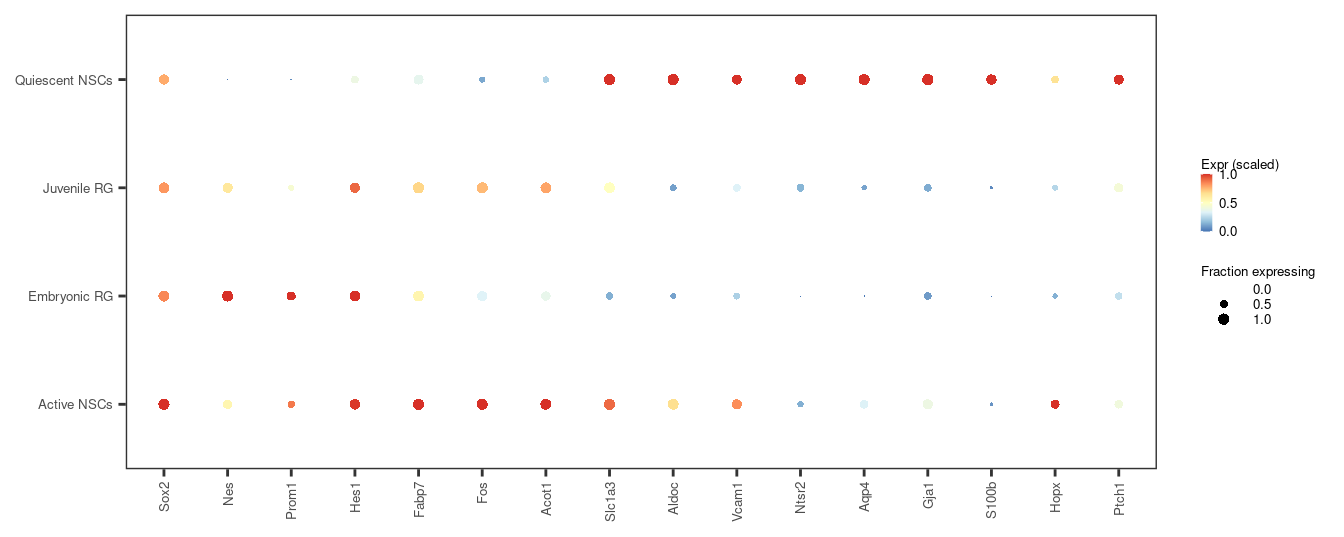 Quiescent NSCs
Juvenile RG
Embryonic RG
Active NSCs
Sox2
Nes
Prom1
Hes1
Fabp7
Fos
Acot1
Slc1a3
Aldoc
Vcam1
Ntsr2
Aqp4
Gja1
S100b
Hopx
Ptch1
Expr (scaled)
1.0
0.5
0.0
Fraction expressing
0.0
0.5
1.0